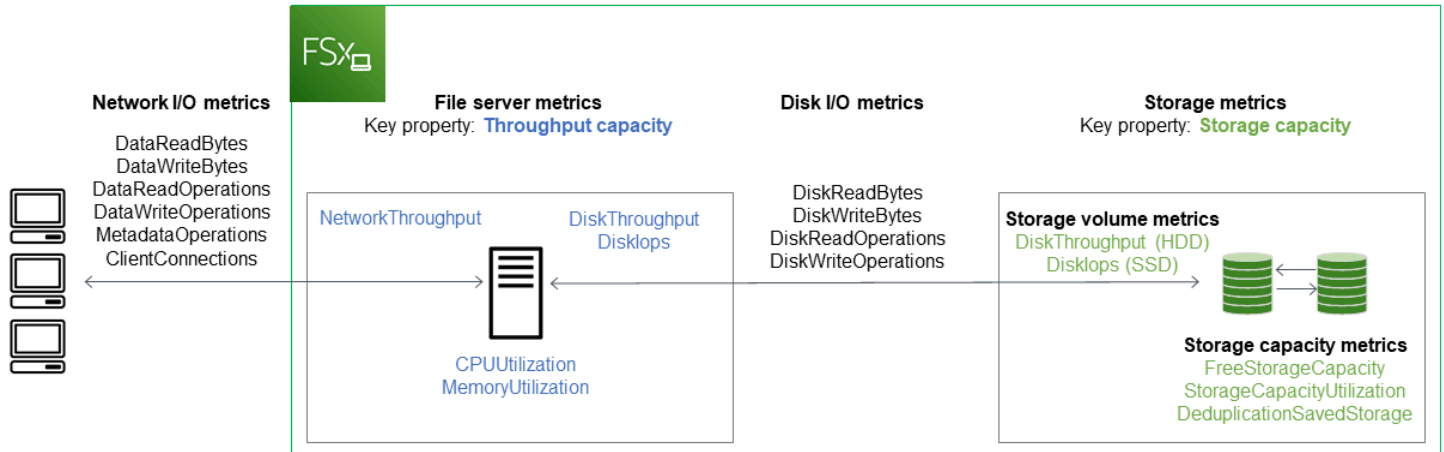 FSx
Network I/O metrics
DataReadBytes
DataWriteBytes
DataReadOperations
DataWriteOperations
MetadataOperations
ClientConnections
File server metrics
Key property: Throughput capacity
NetworkThroughput
DiskThroughput
DiskIops
CPUUtilization
MemoryUtilization
Disk I/O metrics
DiskReadBytes
DiskWriteBytes
DiskReadOperations
DiskWriteOperations
Storage metrics
Key property: Storage capacity
Storage volume metrics
DiskThroughput (HDD)
DiskIops (SSD)
Storage capacity metrics
FreeStorageCapacity
StorageCapacityUtilization
DeduplicationSavedStorage